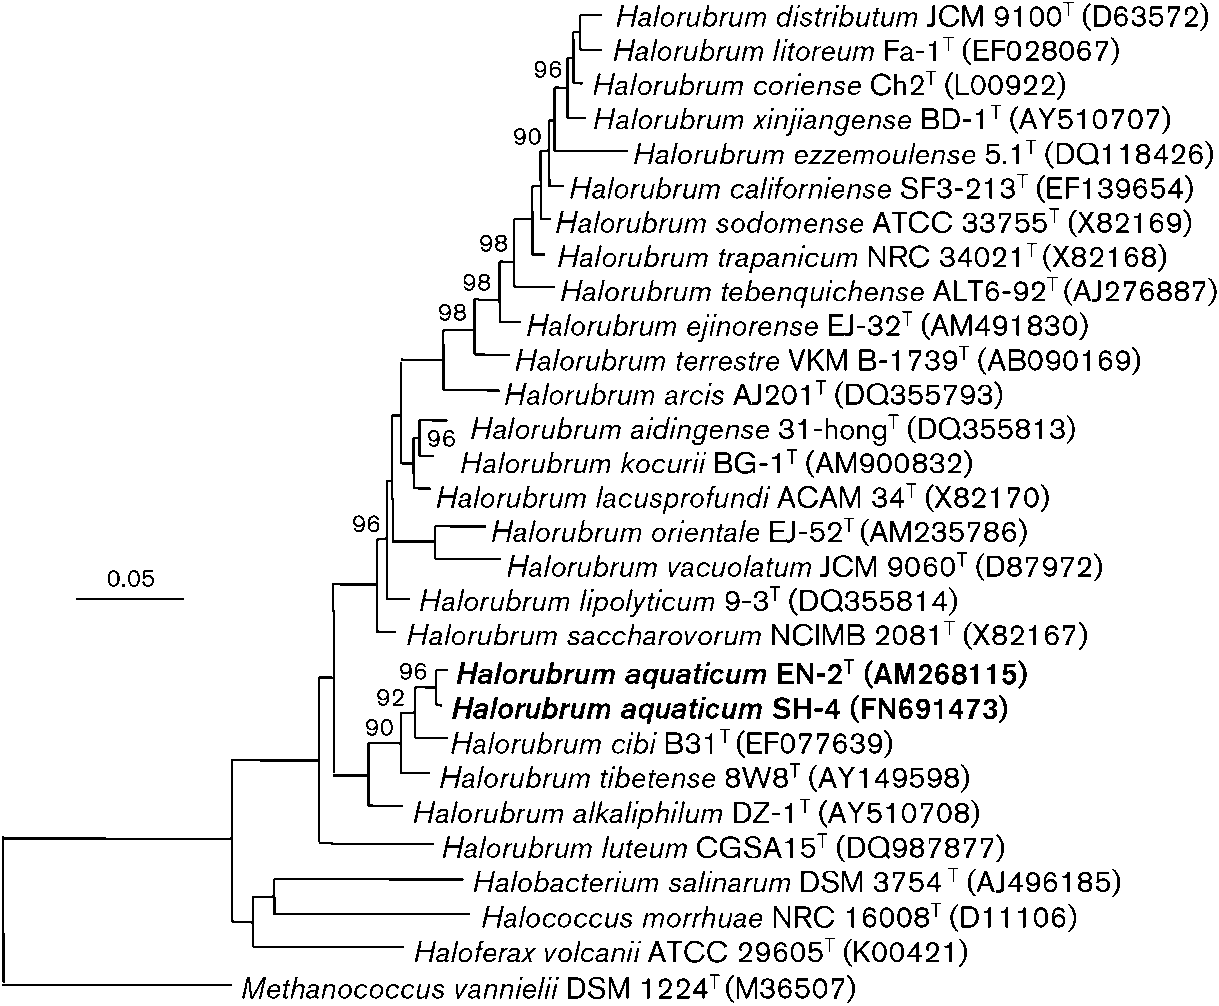 Halorubrum distributum JCM 9100ᵀ (D63572)
Halorubrum litoreum Fa-1ᵀ (EF028067)
96
Halorubrum coriense Ch2ᵀ (L00922)
Halorubrum xinjiangense BD-1ᵀ (AY510707)
90
Halorubrum ezzemoulense 5.1ᵀ (DQ118426)
Halorubrum californiense SF3-213ᵀ (EF139654)
Halorubrum sodomense ATCC 33755ᵀ (X82169)
98
Halorubrum trapanicum NRC 34021ᵀ (X82168)
98
Halorubrum tebenquichense ALT6-92ᵀ (AJ276887)
98
Halorubrum ejinorense EJ-32ᵀ (AM491830)
Halorubrum terrestre VKM B-1739ᵀ (AB090169)
Halorubrum arcis AJ201ᵀ (DQ355793)
Halorubrum aidingense 31-hongᵀ (DQ355813)
96
Halorubrum kocurii BG-1ᵀ (AM900832)
Halorubrum lacusprofundi ACAM 34ᵀ (X82170)
96
Halorubrum orientale EJ-52ᵀ (AM235786)
Halorubrum vacuolatum JCM 9060ᵀ (D87972)
0.05
Halorubrum lipolyticum 9-3ᵀ (DQ355814)
Halorubrum saccharovorum NCIMB 2081ᵀ (X82167)
96
Halorubrum aquaticum EN-2ᵀ (AM268115)
92
Halorubrum aquaticum SH-4 (FN691473)
90
Halorubrum cibi B31ᵀ (EF077639)
Halorubrum tibetense 8W8ᵀ (AY149598)
Halorubrum alkaliphilum DZ-1ᵀ (AY510708)
Halorubrum luteum CGSA15ᵀ (DQ987877)
Halobacterium salinarum DSM 3754ᵀ (AJ496185)
Halococcus morrhuae NRC 16008ᵀ (D11106)
Haloferax volcanii ATCC 29605ᵀ (K00421)
Methanococcus vannielii DSM 1224ᵀ (M36507)